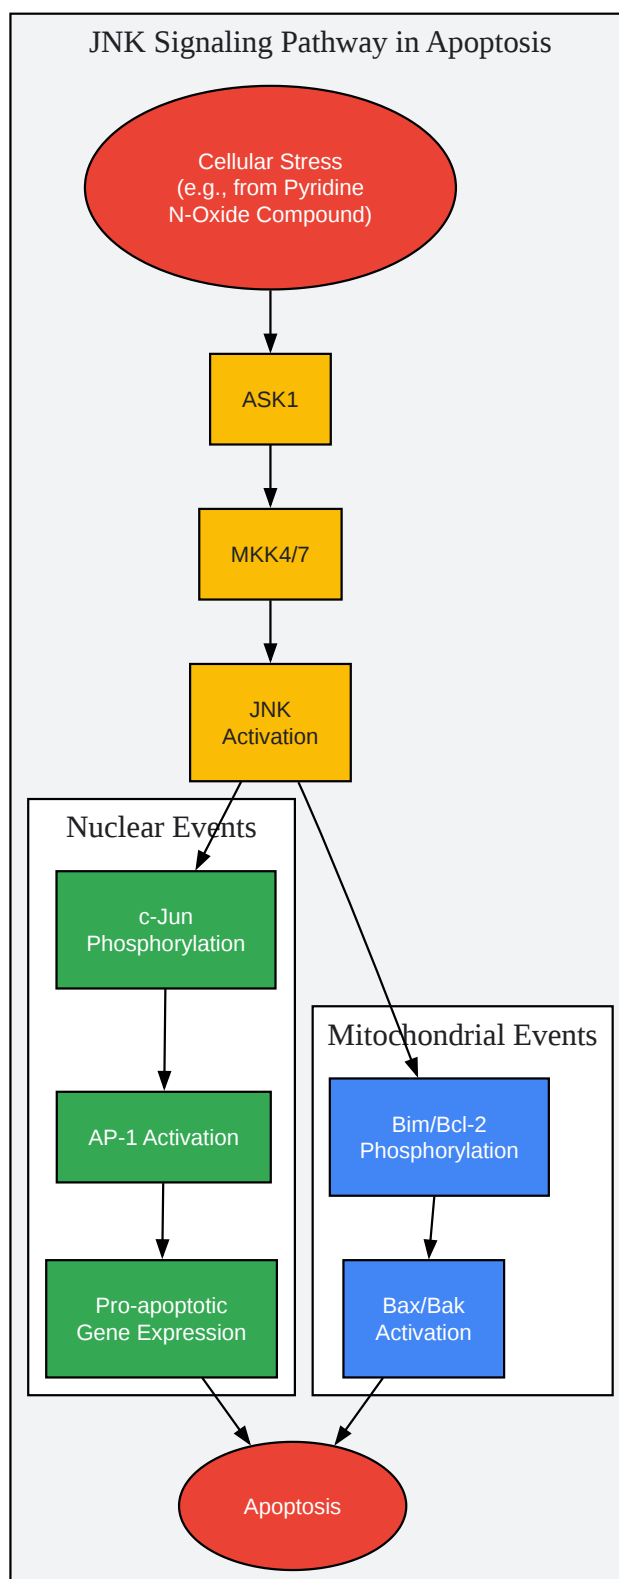 JNK Signaling Pathway in Apoptosis
Cellular Stress
(e.g., from Pyridine
N-Oxide Compound)
ASK1
MKK4/7
JNK
Activation
Nuclear Events
c-Jun
Phosphorylation
AP-1 Activation
Pro-apoptotic
Gene Expression
Mitochondrial Events
Bim/Bcl-2
Phosphorylation
Bax/Bak
Activation
Apoptosis